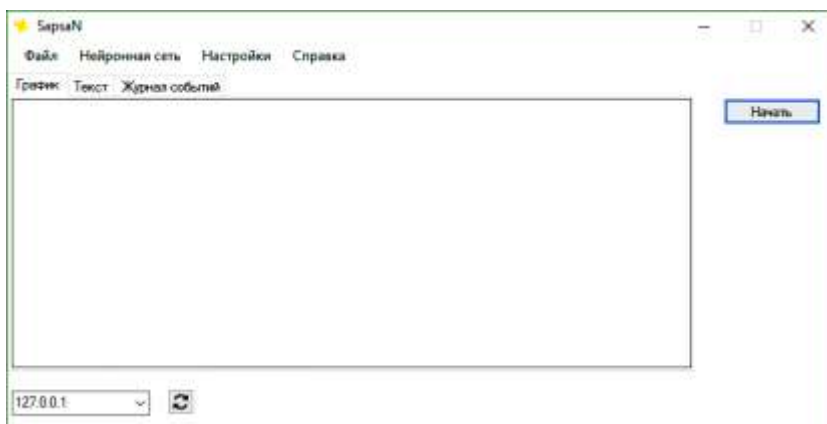 SapsaN
Файл Нейронная сеть Настройки Справка
График Текст Журнал событий
Начать
127.0.0.1